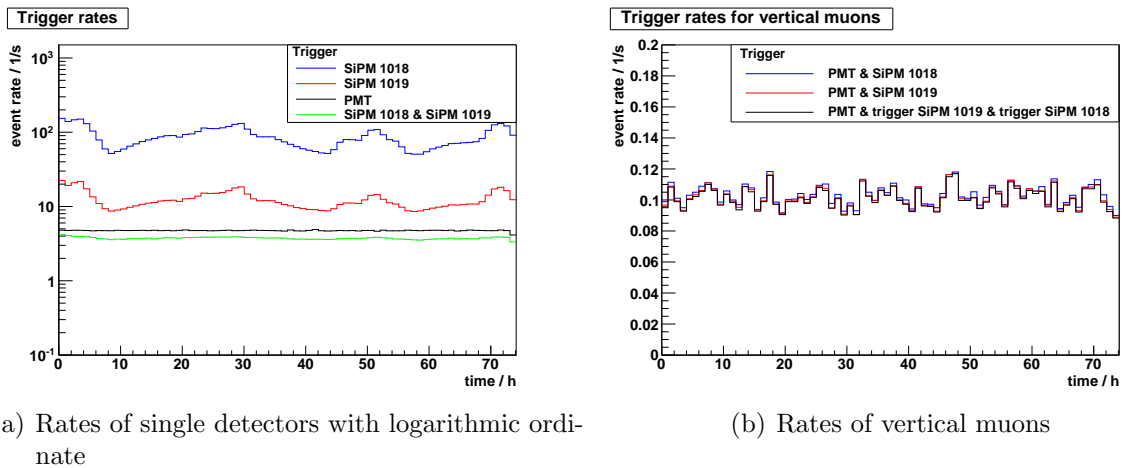 Trigger rates
event rate / 1/s
10³
10²
10
1
10⁻¹
Trigger
SiPM 1018
SiPM 1019
PMT
SiPM 1018 & SiPM 1019
0 10 20 30 40 50 60 70
time / h
a) Rates of single detectors with logarithmic ordi-
nate
Trigger rates for vertical muons
event rate / 1/s
0.2
0.18
0.16
0.14
0.12
0.1
0.08
0.06
0.04
0.02
0
Trigger
PMT & SiPM 1018
PMT & SiPM 1019
PMT & trigger SiPM 1019 & trigger SiPM 1018
0 10 20 30 40 50 60 70
time / h
(b) Rates of vertical muons